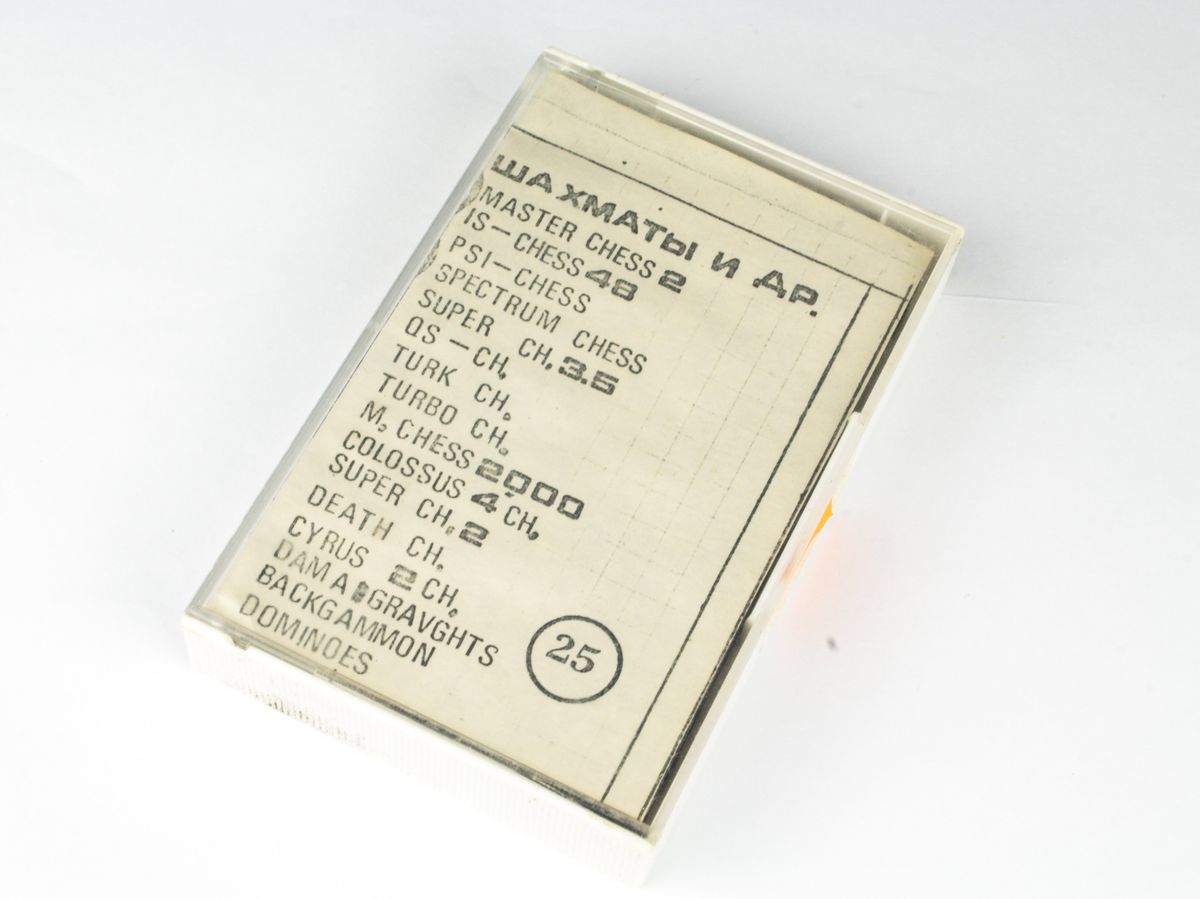 ШАХМАТЫ И ДР.
MASTER CHESS 2
IS-CHESS 48
PSI-CHESS
SPECTRUM CHESS
SUPER CH. 3.5
QS-CH.
TURK CH.
TURBO CH.
M. CHESS 2000
COLOSSUS 4 CH.
SUPER CH. 2
DEATH CH.
CYRUS 2 CH.
DAMA:GRAVGHTS
BACKGAMMON
DOMINOES
25